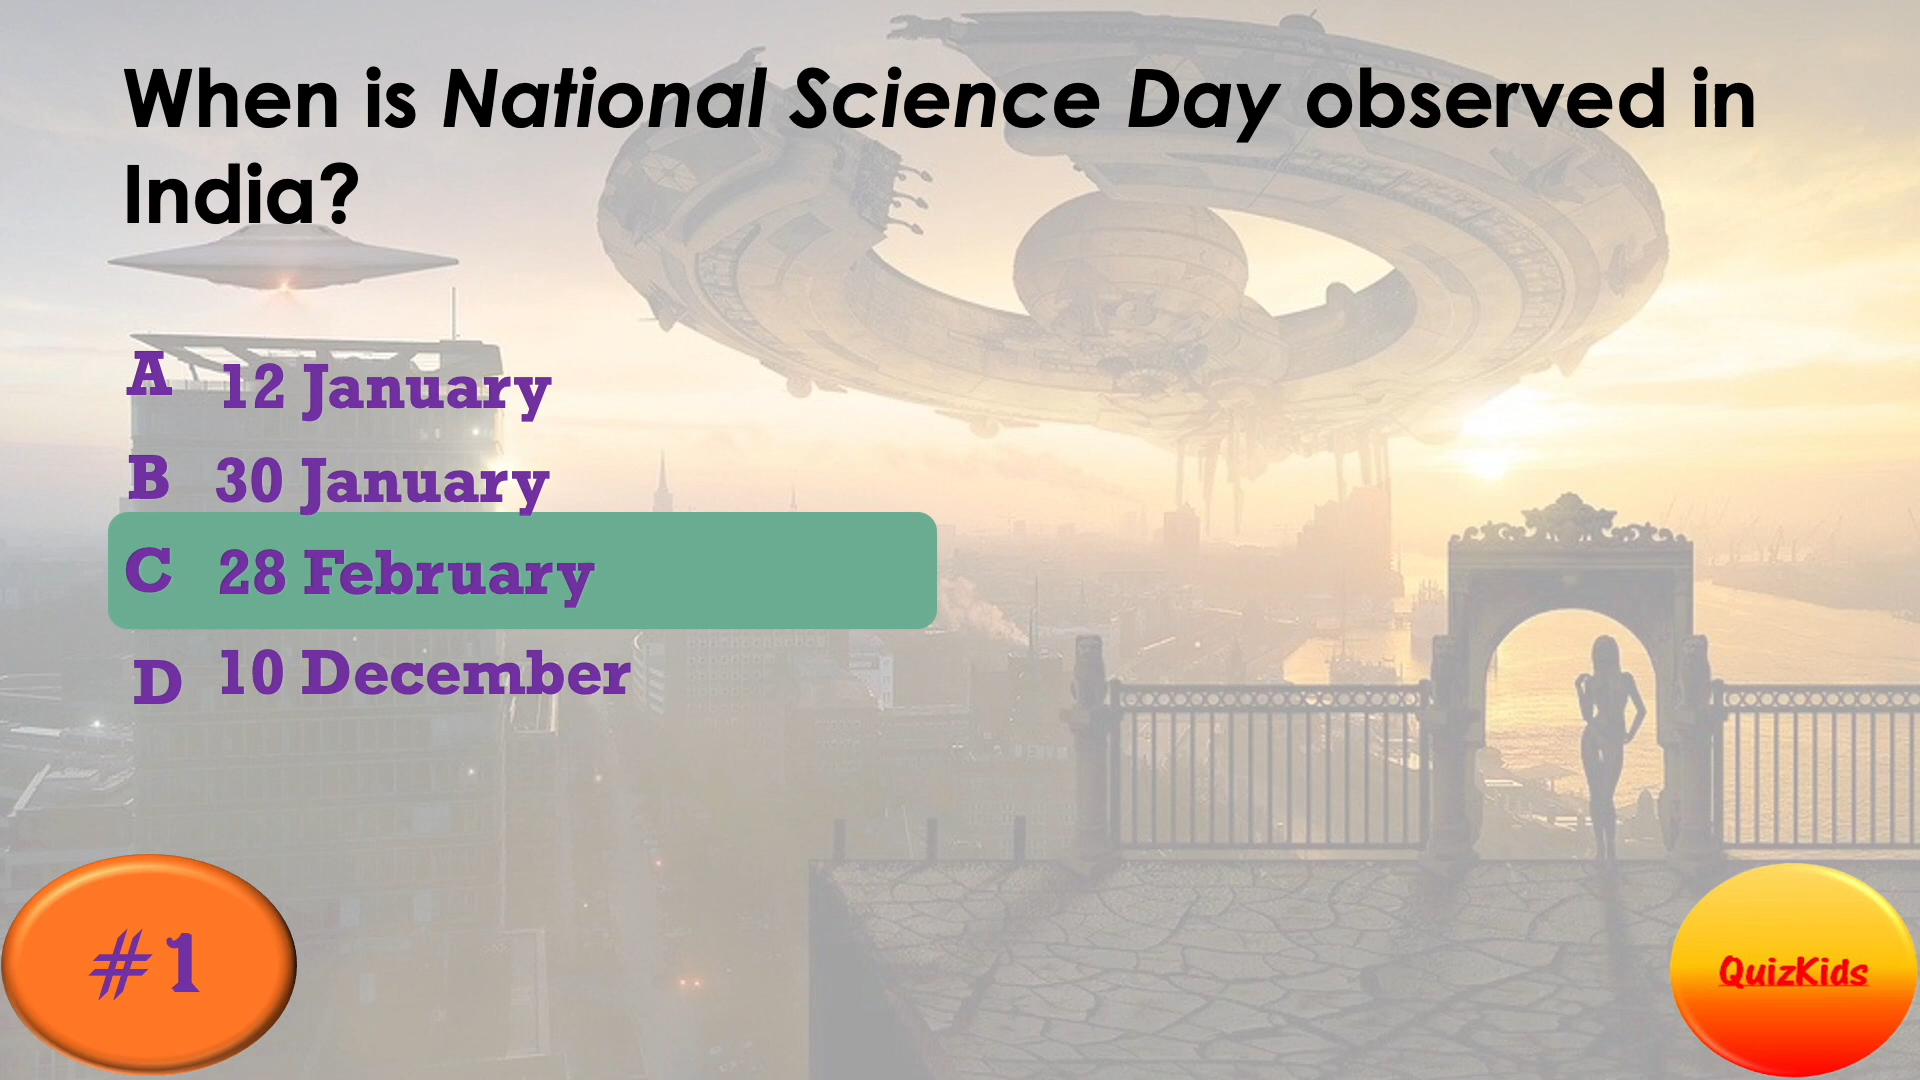 When is National Science Day observed in
India?
A 12 January
B 30 January
C 28 February
D 10 December
#1
QuizKids